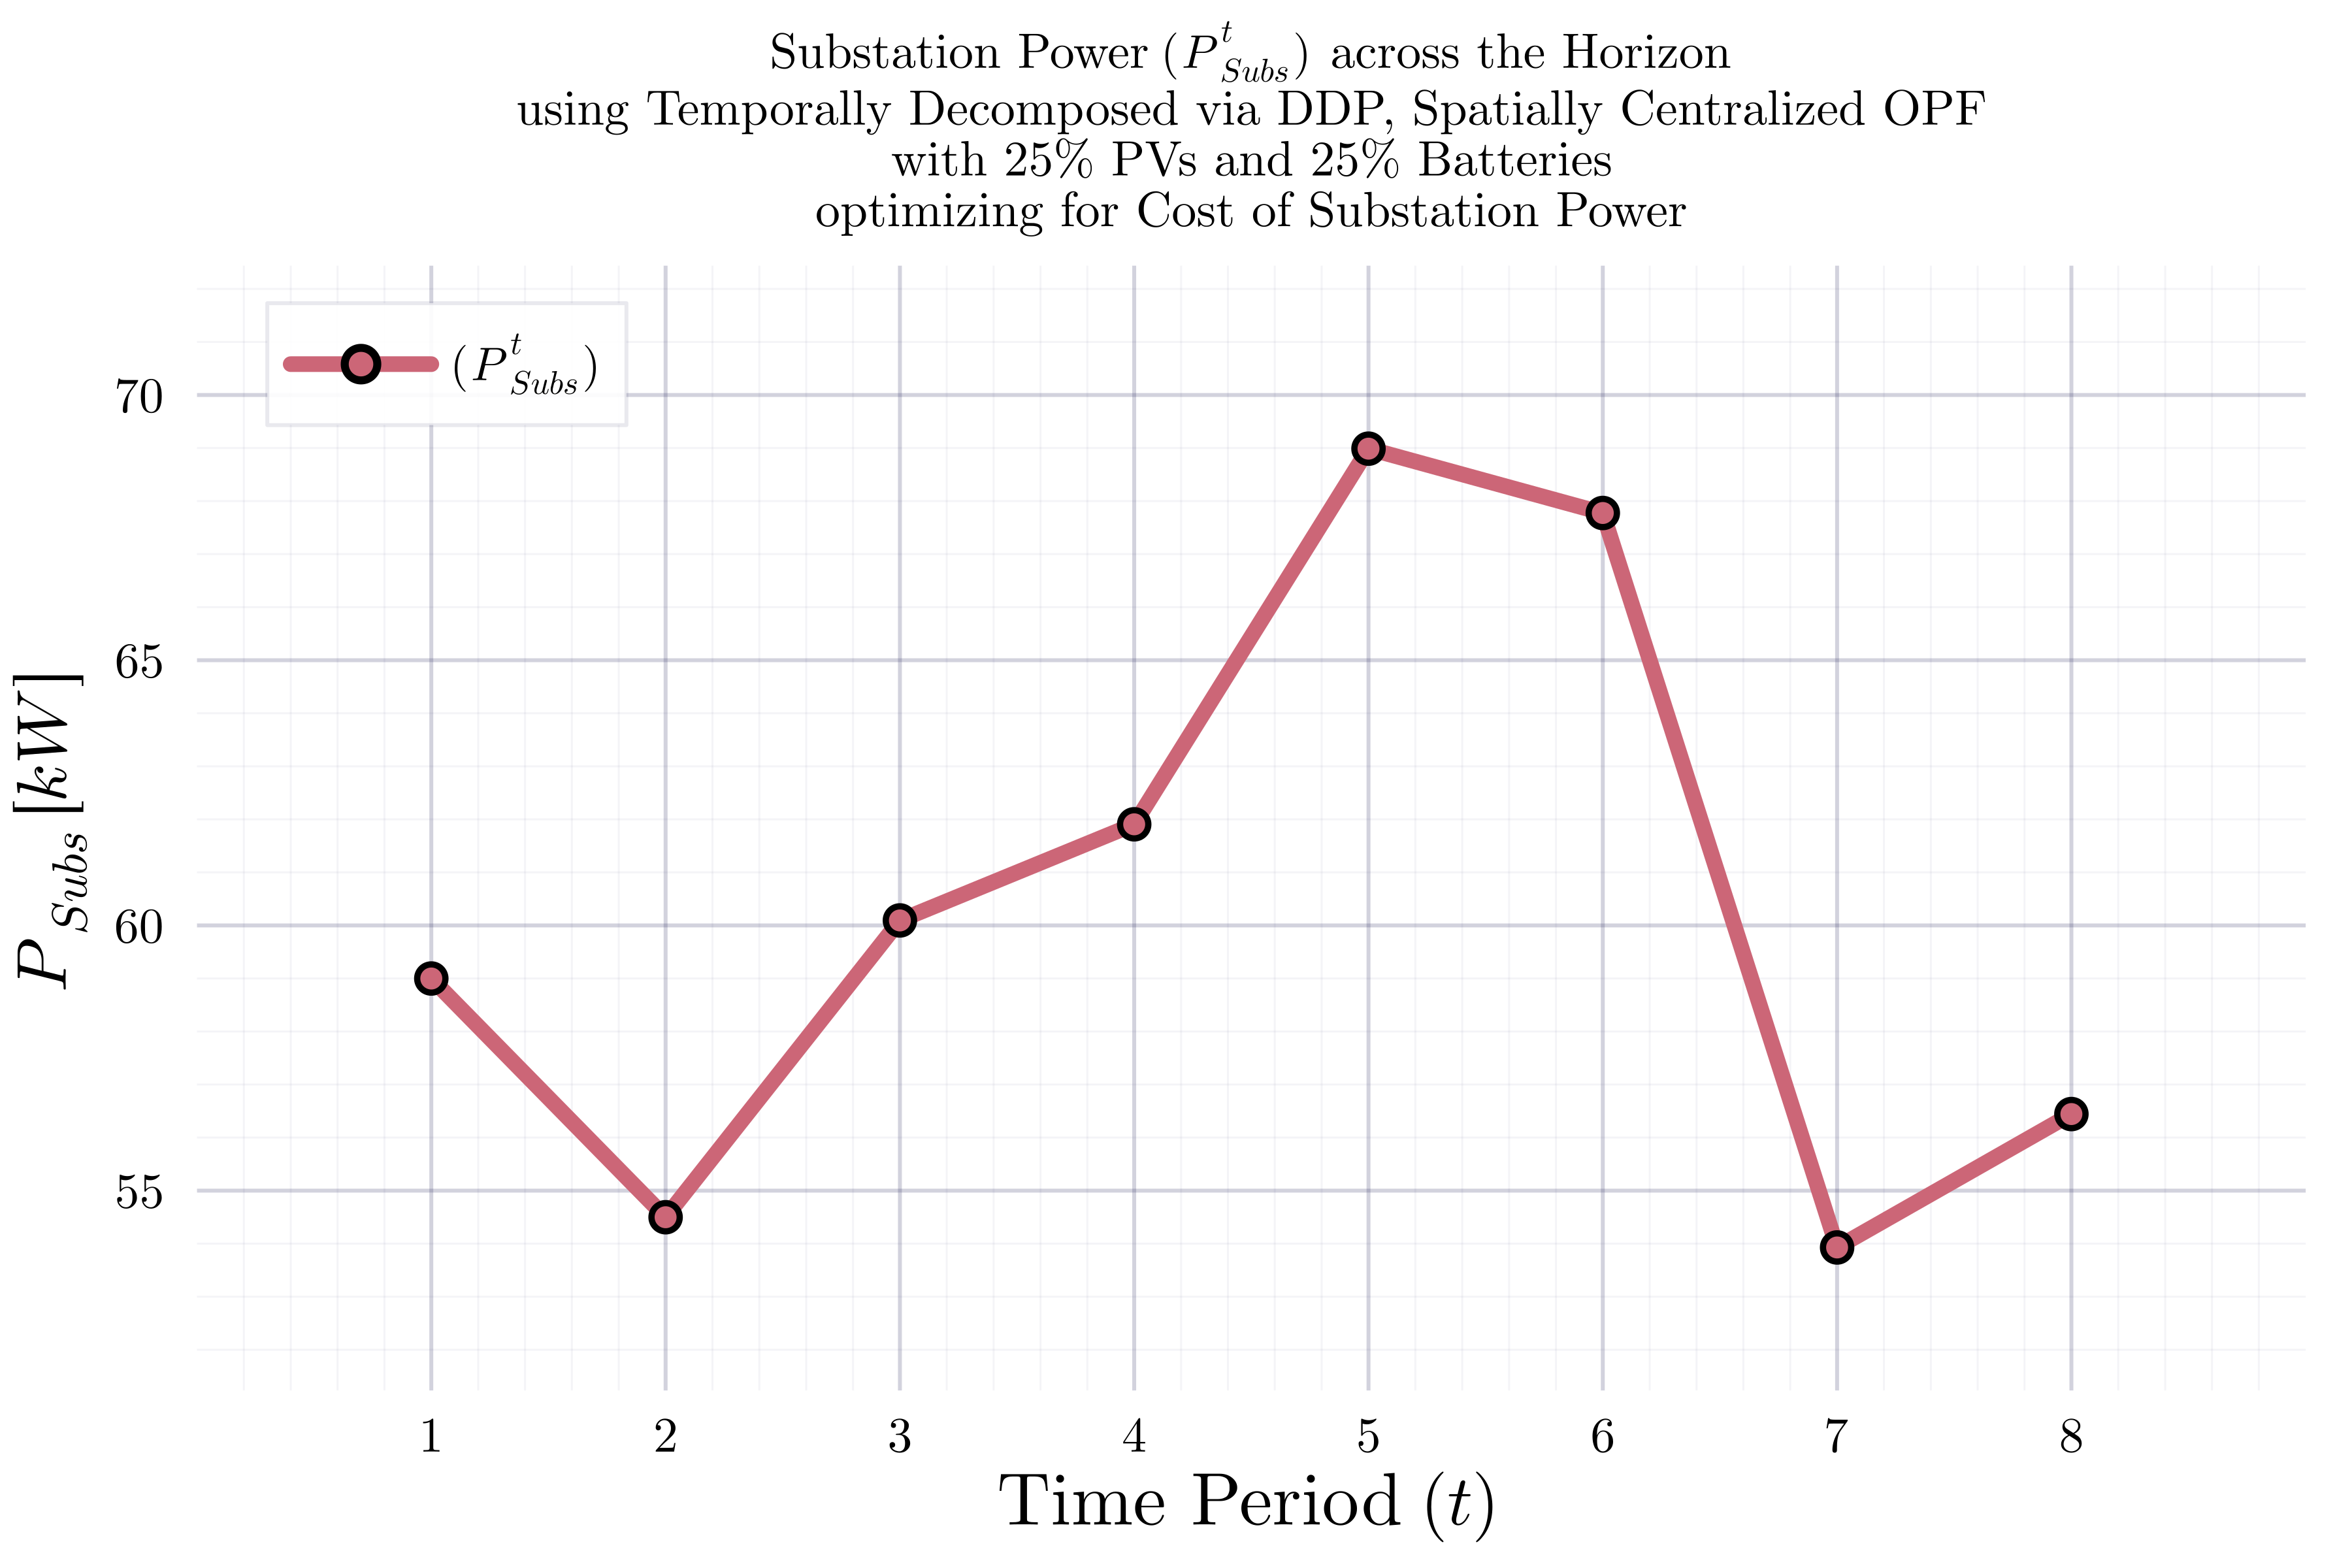 Substation Power (P^t_Subs) across the Horizon
using Temporally Decomposed via DDP, Spatially Centralized OPF
with 25% PVs and 25% Batteries
optimizing for Cost of Substation Power
(P^t_Subs)
70
65
60
55
P_Subs [kW]
1 2 3 4 5 6 7 8
Time Period (t)